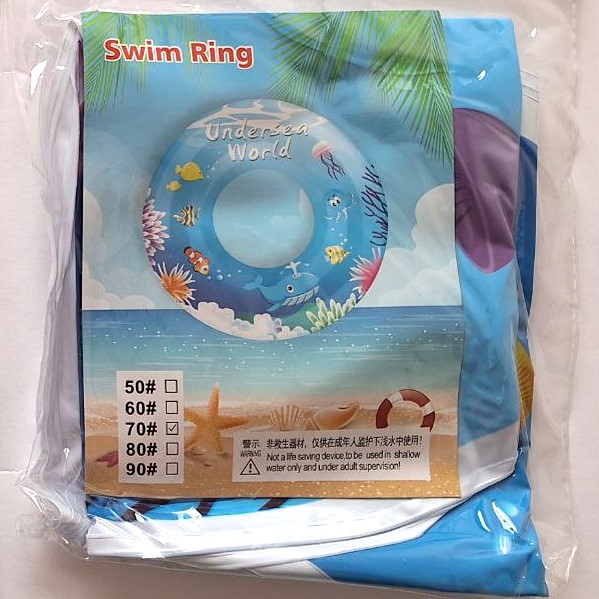 Swim Ring
Undersea
World
50#
60#
70#
80#
90#
警示 非救生器材，仅供在成年人监护下浅水中使用！
WARNING Not a life saving device,to be used in shallow
water only and under adult supervision!